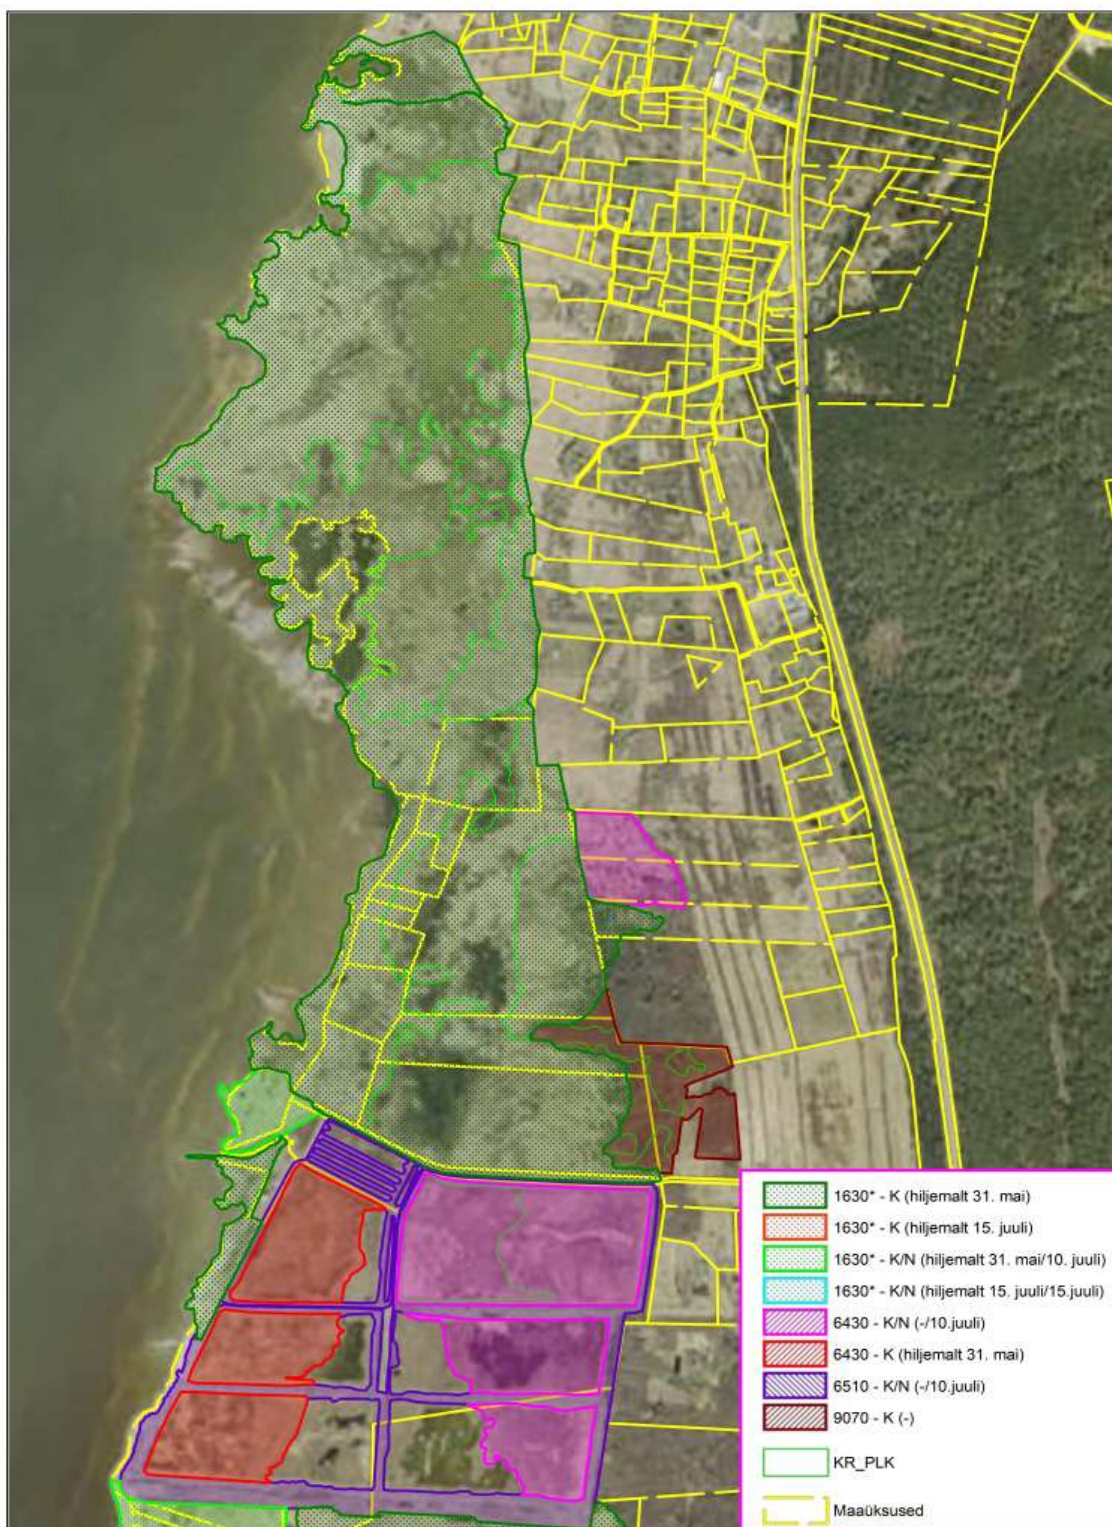 1630* - K (hiljemalt 31. mai)
1630* - K (hiljemalt 15. juuli)
1630* - K/N (hiljemalt 31. mai/10. juuli)
1630* - K/N (hiljemalt 15. juuli/15.juuli)
6430 - K/N (-/10.juuli)
6430 - K (hiljemalt 31. mai)
6510 - K/N (-/10.juuli)
9070 - K (-)
KR_PLK
Maaüksused